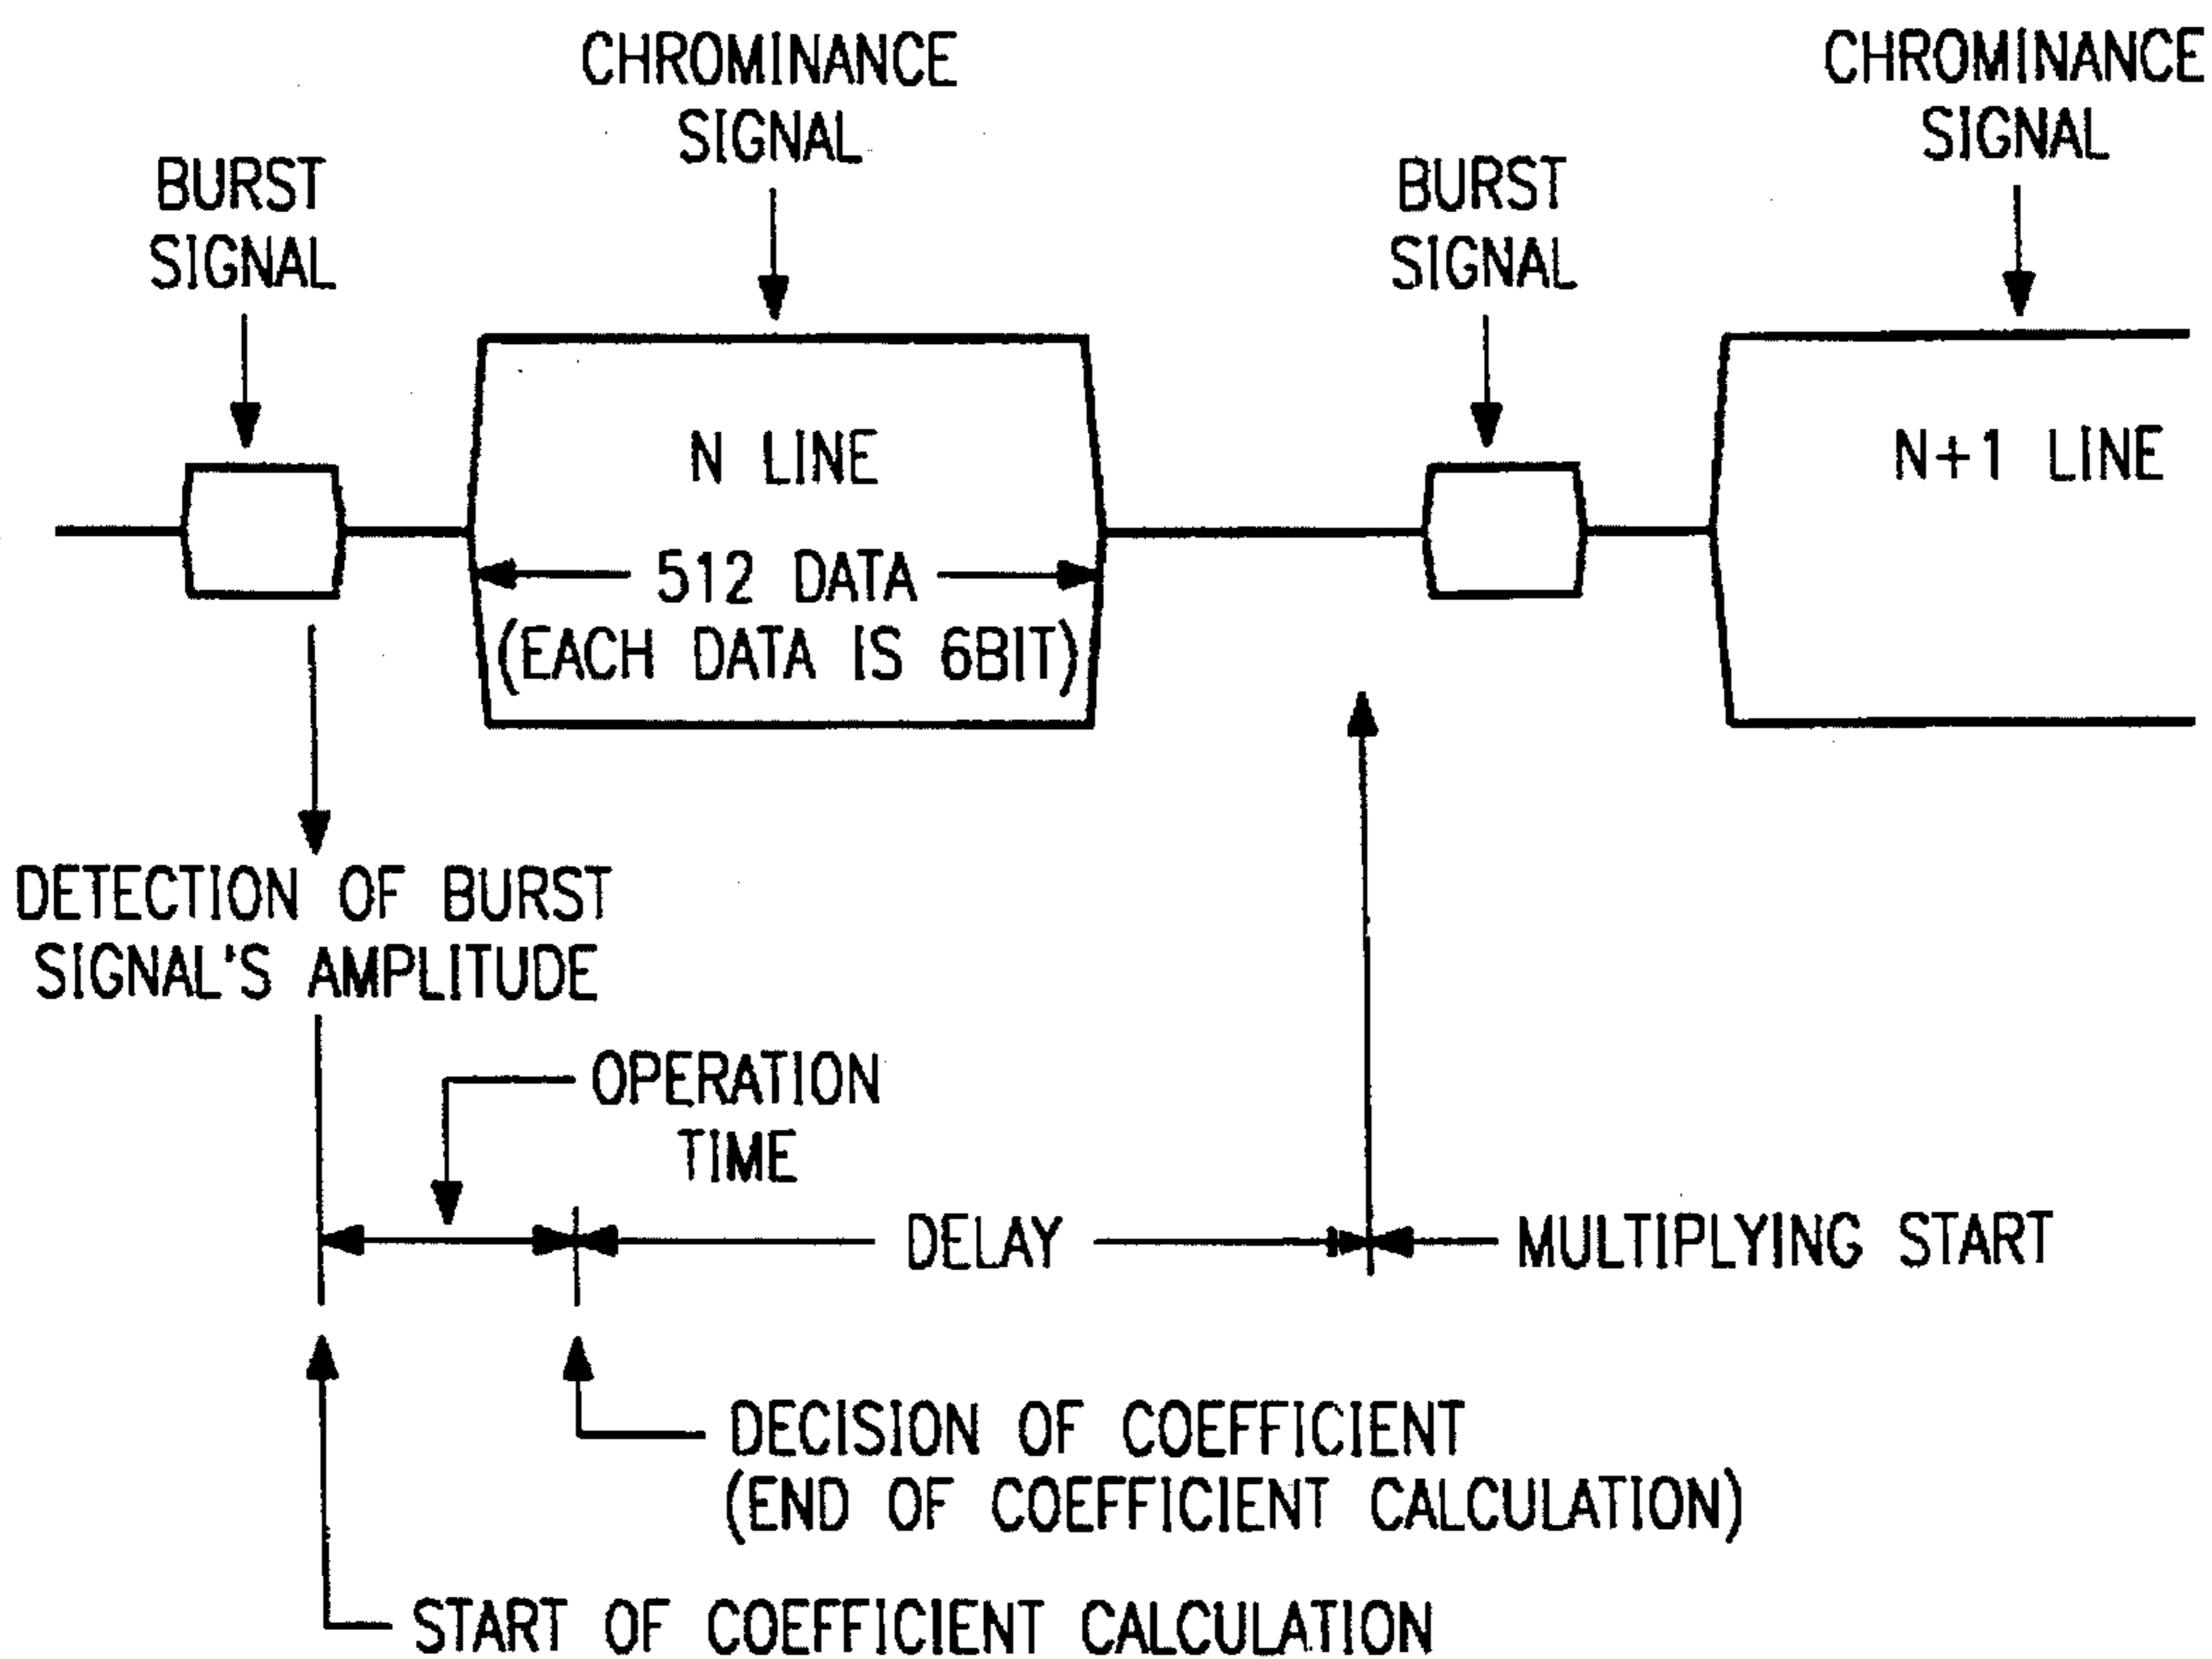 CHROMINANCE
SIGNAL
CHROMINANCE
SIGNAL
BURST
SIGNAL
BURST
SIGNAL
N LINE
N+1 LINE
512 DATA
(EACH DATA IS 6BIT)
DETECTION OF BURST
SIGNAL'S AMPLITUDE
OPERATION
TIME
DELAY
MULTIPLYING START
DECISION OF COEFFICIENT
(END OF COEFFICIENT CALCULATION)
START OF COEFFICIENT CALCULATION